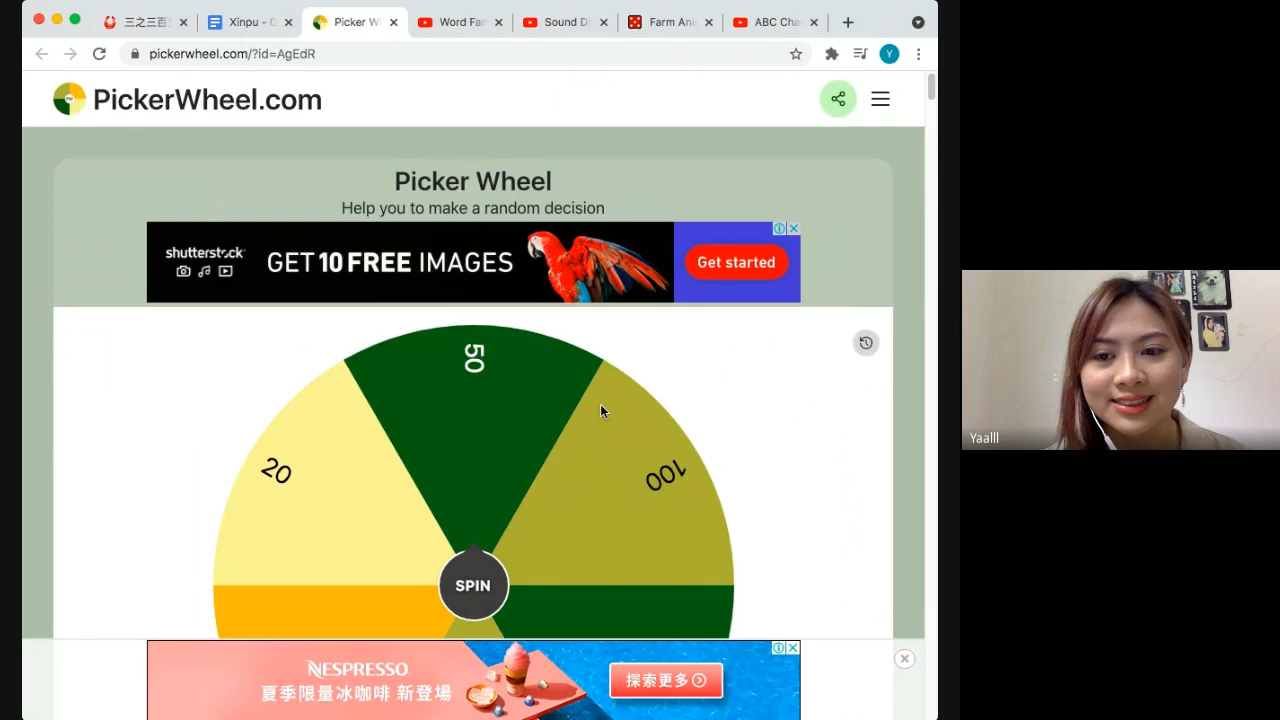 三之三百
Xinpu - G
Picker W
Word Fan
Sound Di
Farm Ani
ABC Cha
pickerwheel.com/?id=AgEdR
Y
PickerWheel.com
Picker Wheel
Help you to make a random decision
shutterstock
GET 10 FREE IMAGES
Get started
50
20
100
SPIN
NESPRESSO
夏季限量冰咖啡 新登場
探索更多
Yaalll